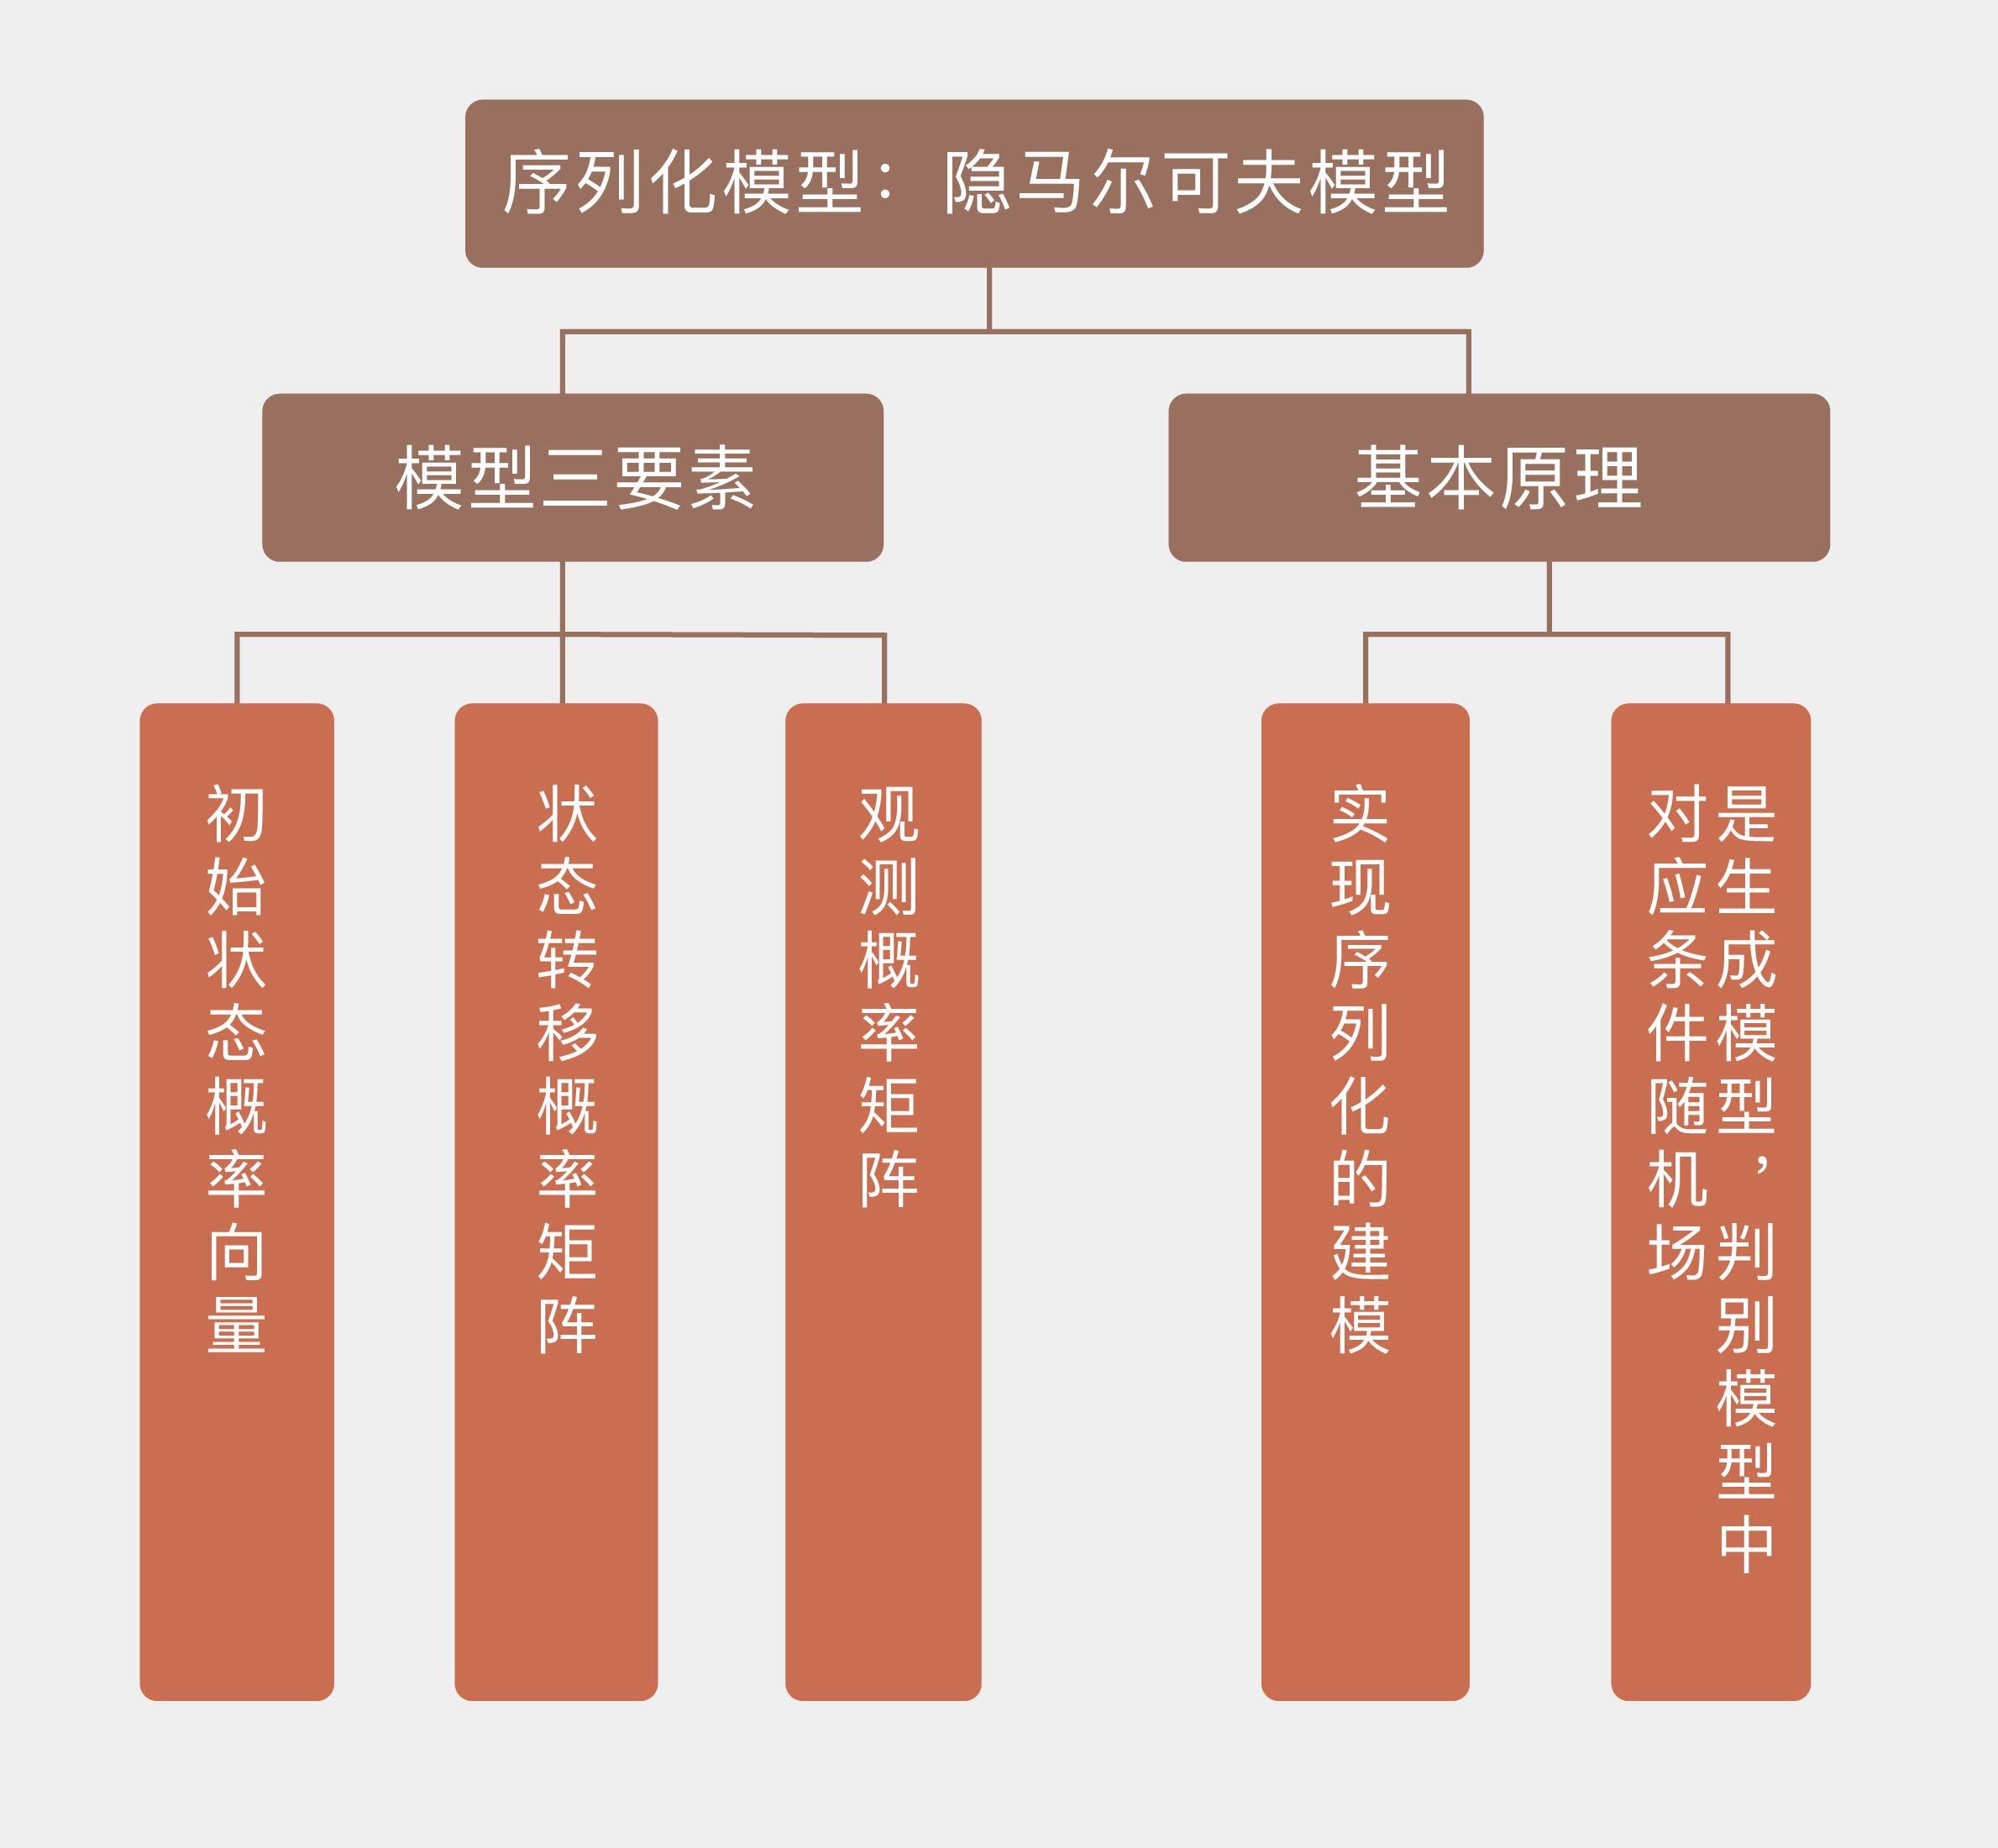 序列化模型：隐马尔可夫模型
模型三要素
基本原理
初始状态概率向量
状态转移概率矩阵
观测概率矩阵
实现序列化的建模
是生成模型，判别模型中
对应条件随机场